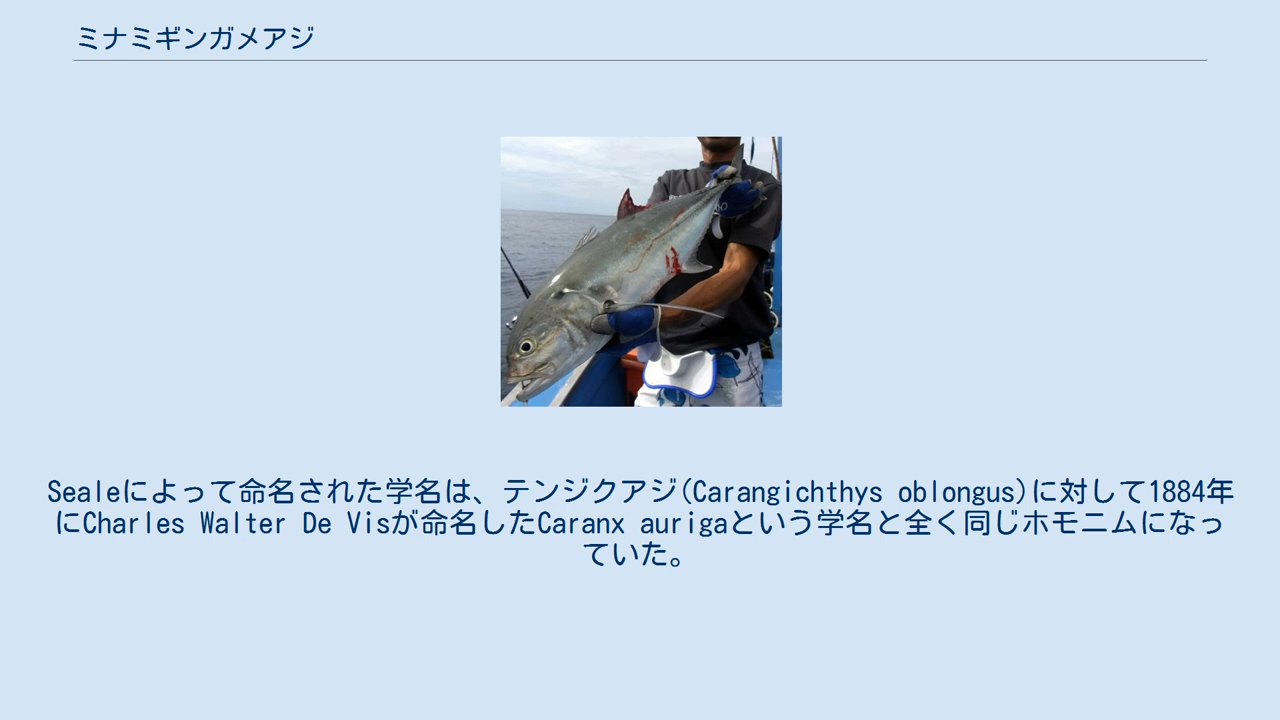 ミナミギンガメアジ
Sealeによって命名された学名は、テンジクアジ(Carangichthys oblongus)に対して1884年
にCharles Walter De Visが命名したCaranx aurigaという学名と全く同じホモニムになっ
ていた。